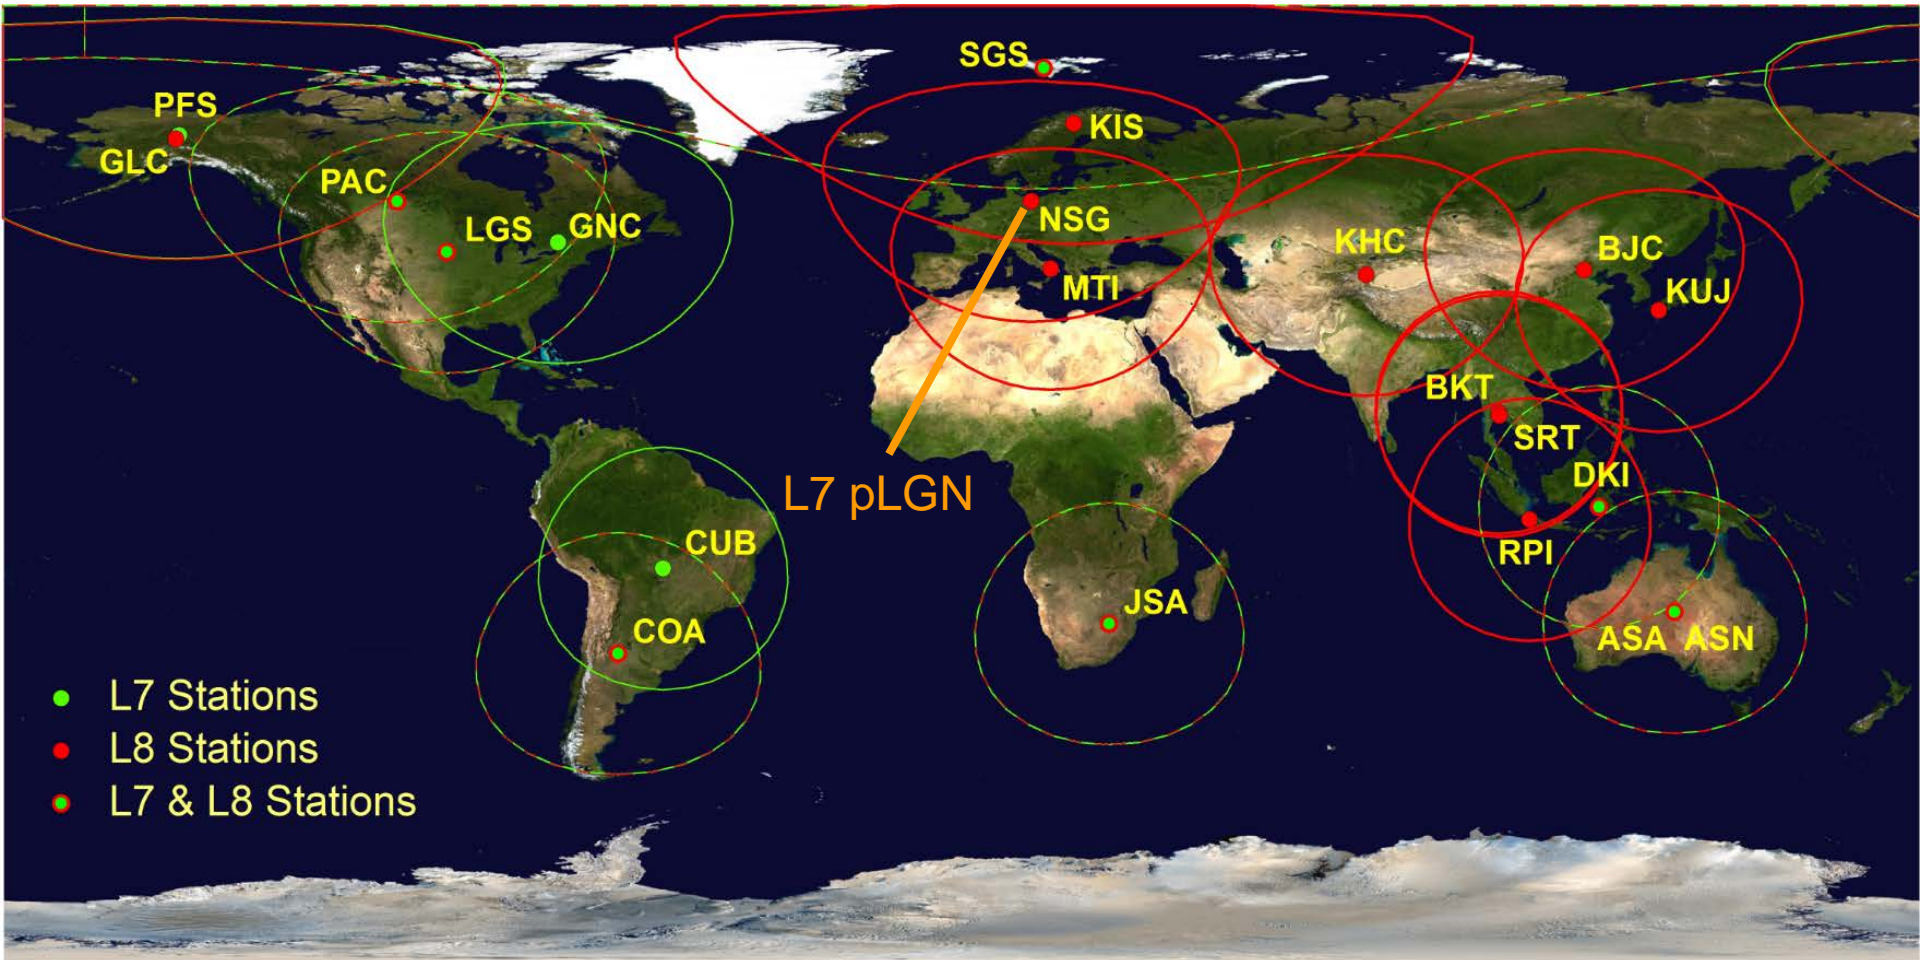 SGS
PFS
KIS
GLC
PAC
LGS
GNC
NSG
KHC
BJC
MTI
KUJ
BKT
SRT
DKI
L7 pLGN
CUB
RPI
JSA
COA
ASA ASN
L7 Stations
L8 Stations
L7 & L8 Stations